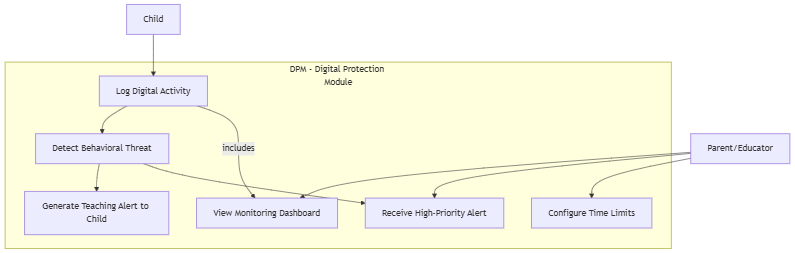 Child
DPM - Digital Protection
Module
Log Digital Activity
Detect Behavioral Threat
includes
Parent/Educator
Generate Teaching Alert to
Child
View Monitoring Dashboard
Receive High-Priority Alert
Configure Time Limits